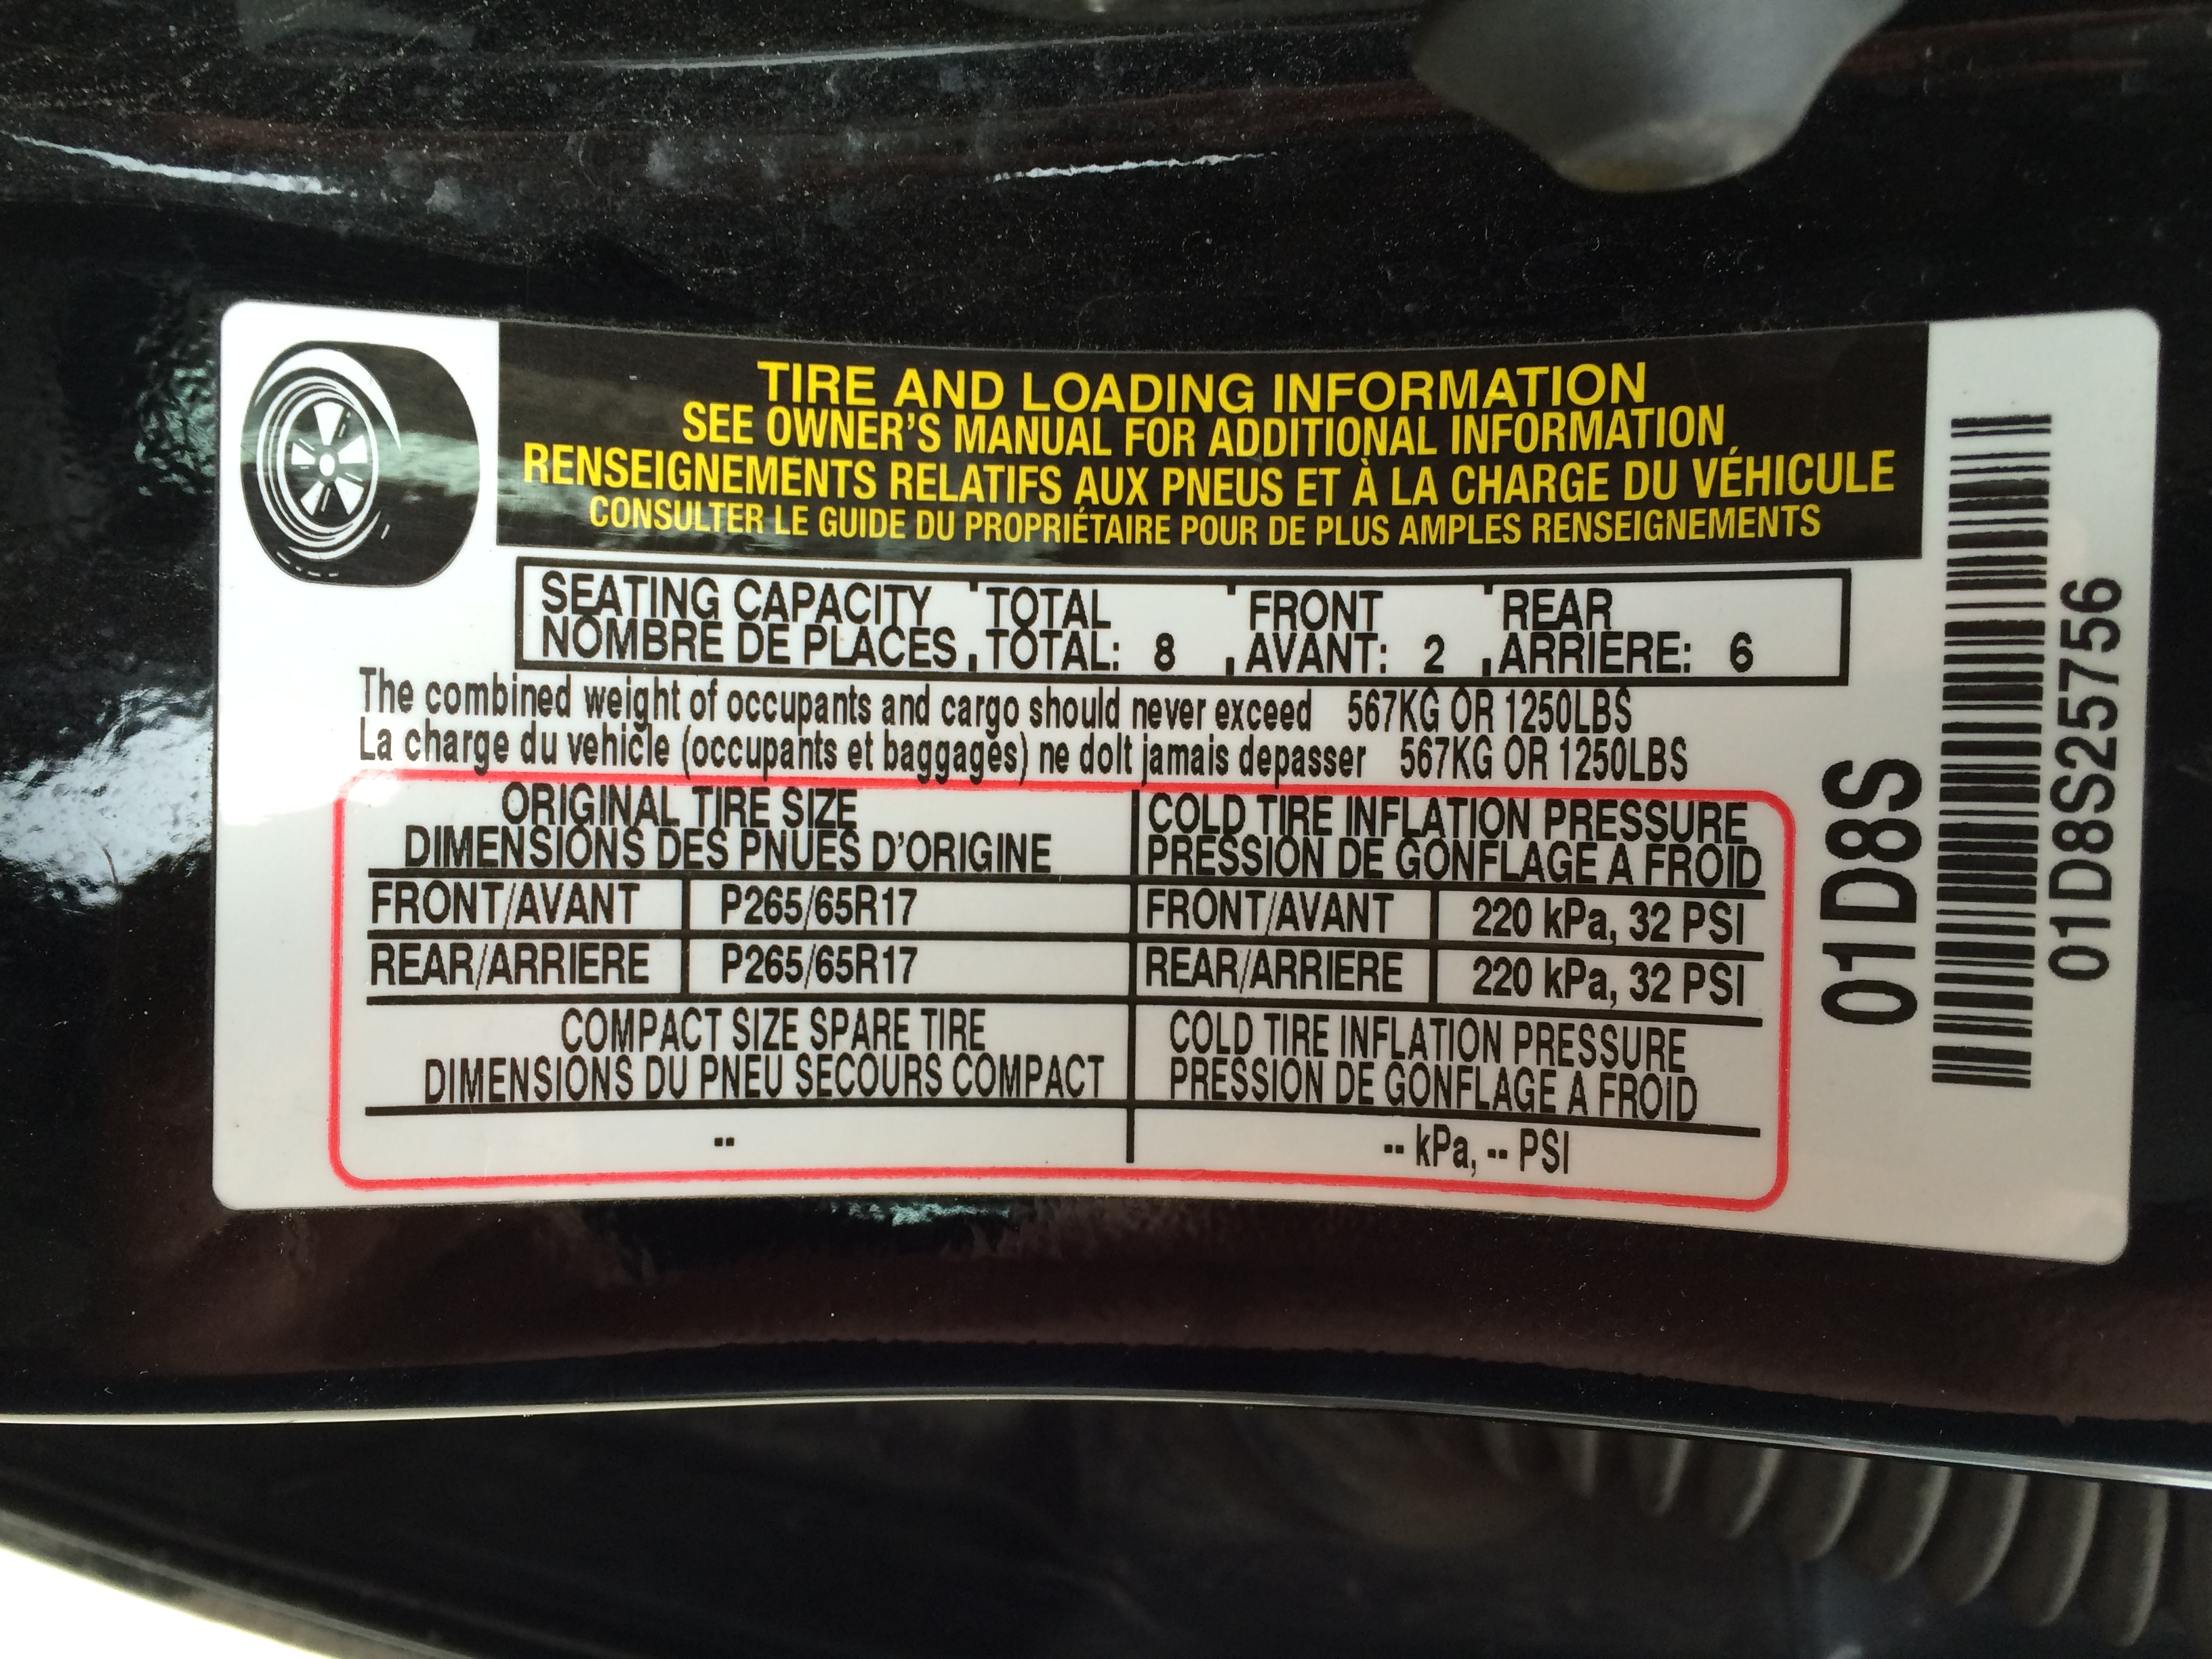 TIRE AND LOADING INFORMATION
SEE OWNER'S MANUAL FOR ADDITIONAL INFORMATION
RENSEIGNEMENTS RELATIFS AUX PNEUS ET À LA CHARGE DU VÉHICULE
CONSULTER LE GUIDE DU PROPRIÉTAIRE POUR DE PLUS AMPLES RENSEIGNEMENTS
SEATING CAPACITY TOTAL FRONT REAR
NOMBRE DE PLACES TOTAL: 8 AVANT: 2 ARRIERE: 6
The combined weight of occupants and cargo should never exceed 567KG OR 1250LBS
La charge du vehicle (occupants et baggages) ne dolt jamais depasser 567KG OR 1250LBS
ORIGINAL TIRE SIZE COLD TIRE INFLATION PRESSURE
DIMENSIONS DES PNUES D'ORIGINE PRESSION DE GONFLAGE A FROID
FRONT/AVANT P265/65R17 FRONT/AVANT 220 kPa, 32 PSI
REAR/ARRIERE P265/65R17 REAR/ARRIERE 220 kPa, 32 PSI
COMPACT SIZE SPARE TIRE COLD TIRE INFLATION PRESSURE
DIMENSIONS DU PNEU SECOURS COMPACT PRESSION DE GONFLAGE A FROID
-- -- kPa, -- PSI
01D8S
01D8S25756